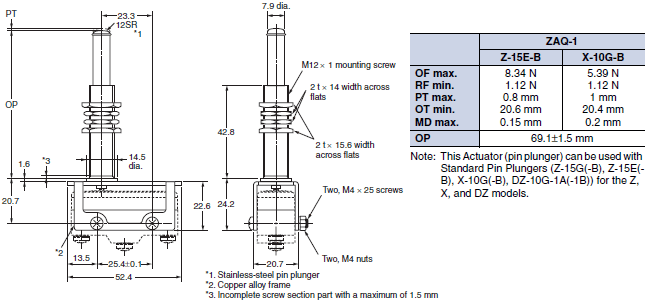 PT
23.3
12SR
*1
OP
1.6
*3
14.5
dia.
20.7
22.6
*2
13.5
25.4±0.1
52.4
7.9 dia.
M12 × 1 mounting screw
2 t × 14 width across
flats
42.8
2 t × 15.6 width
across flats
24.2
Two, M4 × 25 screws
Two, M4 nuts
20.7
*1. Stainless-steel pin plunger
*2. Copper alloy frame
*3. Incomplete screw section part with a maximum of 1.5 mm
ZAQ-1
Z-15E-B X-10G-B
OF max. 8.34 N 5.39 N
RF min. 1.12 N 1.12 N
PT max. 0.8 mm 1 mm
OT min. 20.6 mm 20.4 mm
MD max. 0.15 mm 0.2 mm
OP 69.1±1.5 mm
Note: This Actuator (pin plunger) can be used with
Standard Pin Plungers (Z-15G(-B), Z-15E(-
B), X-10G(-B), DZ-10G-1A(-1B)) for the Z,
X, and DZ models.